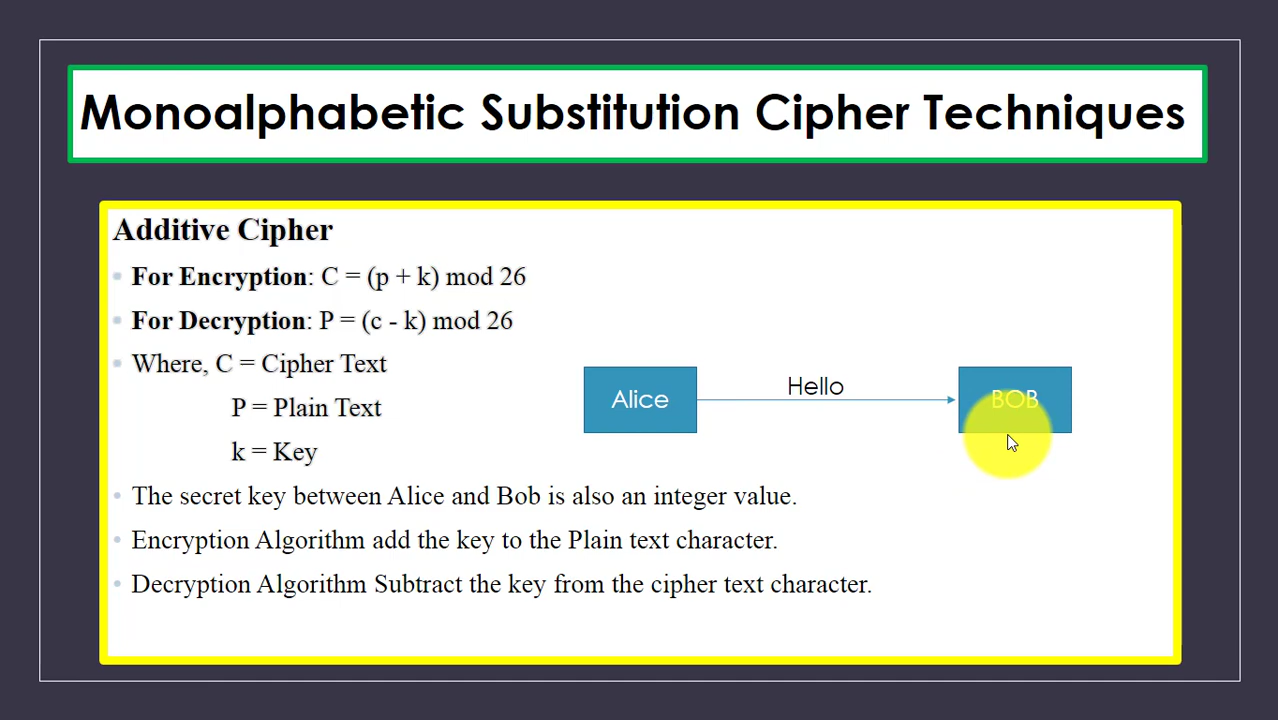 Monoalphabetic Substitution Cipher Techniques
Additive Cipher
For Encryption: C = (p + k) mod 26
For Decryption: P = (c - k) mod 26
Where, C = Cipher Text
P = Plain Text
k = Key
Alice
Hello
BOB
The secret key between Alice and Bob is also an integer value.
Encryption Algorithm add the key to the Plain text character.
Decryption Algorithm Subtract the key from the cipher text character.